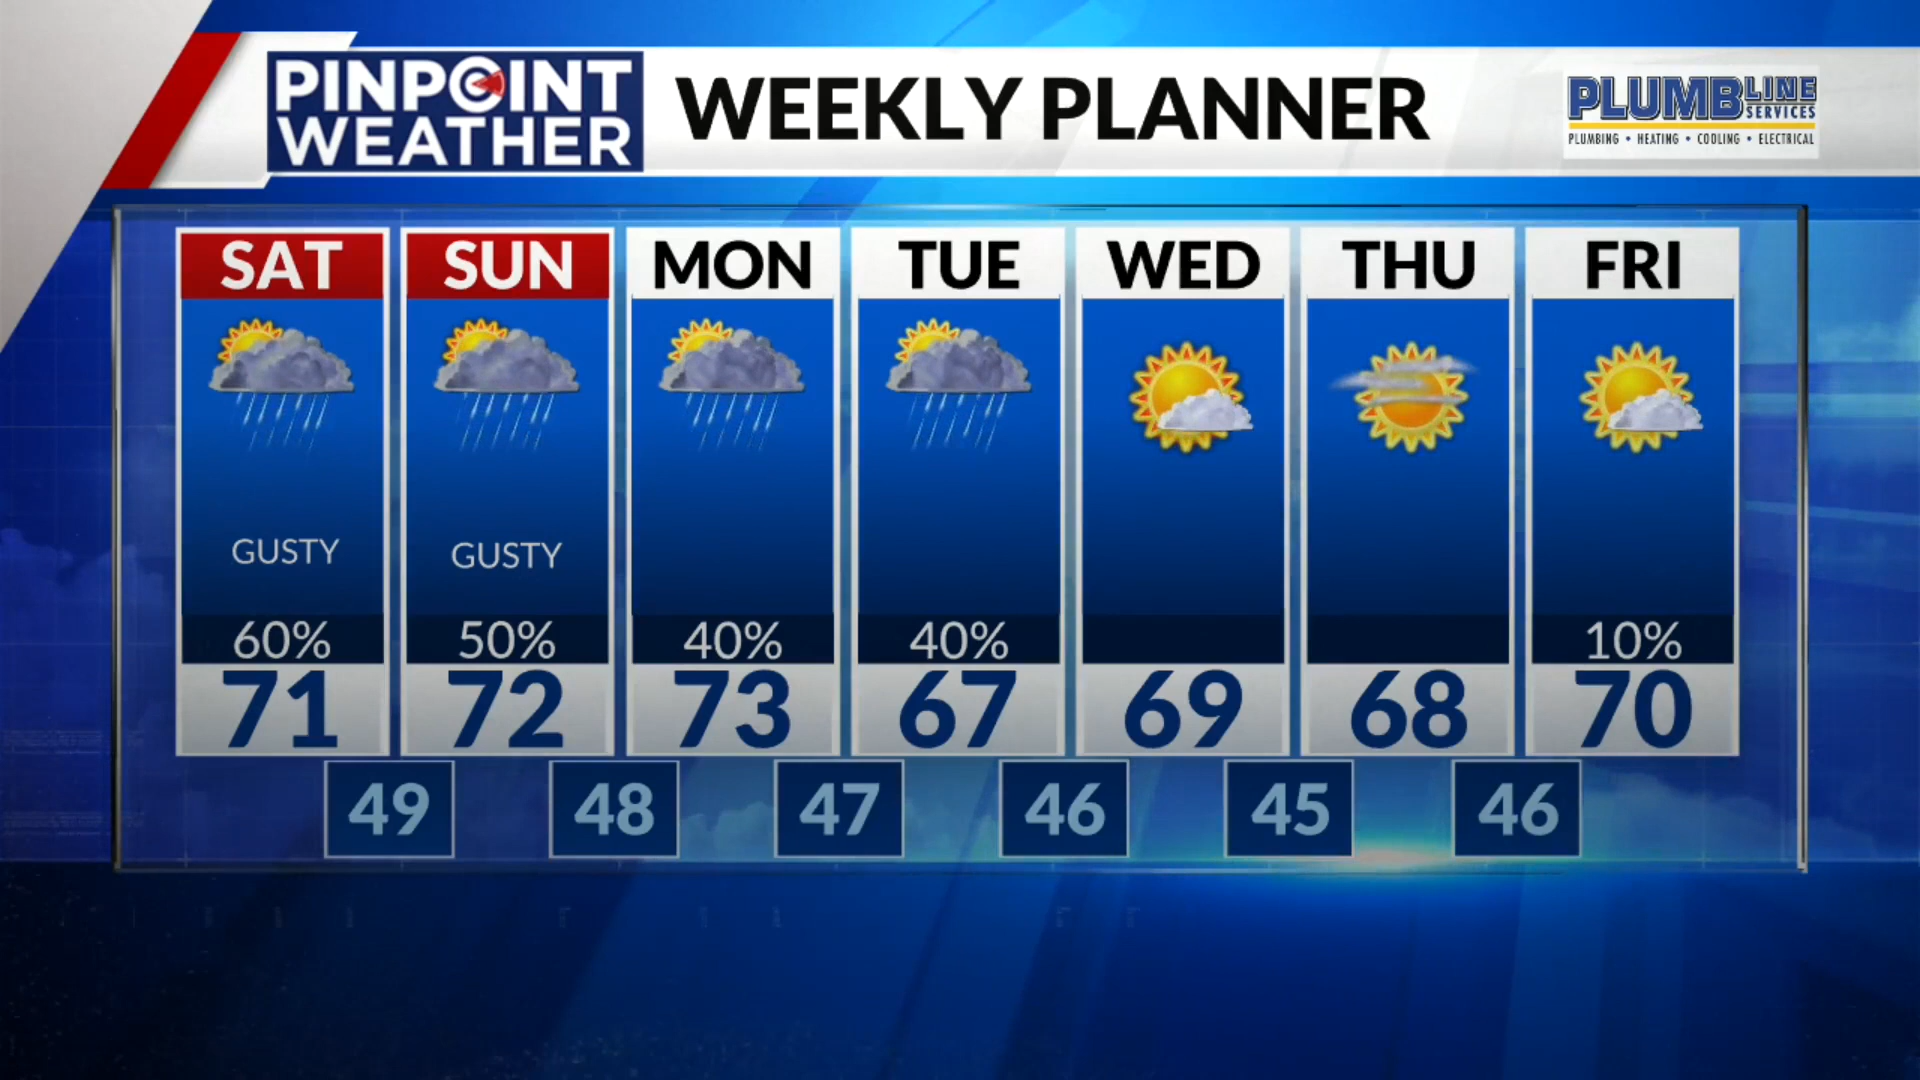 PINPOINT
WEATHER
WEEKLY PLANNER
PLUMBLINE
SERVICES
PLUMBING • HEATING • COOLING • ELECTRICAL
SAT SUN MON TUE WED THU FRI
GUSTY GUSTY
60% 50% 40% 40% 10%
71 72 73 67 69 68 70
49 48 47 46 45 46